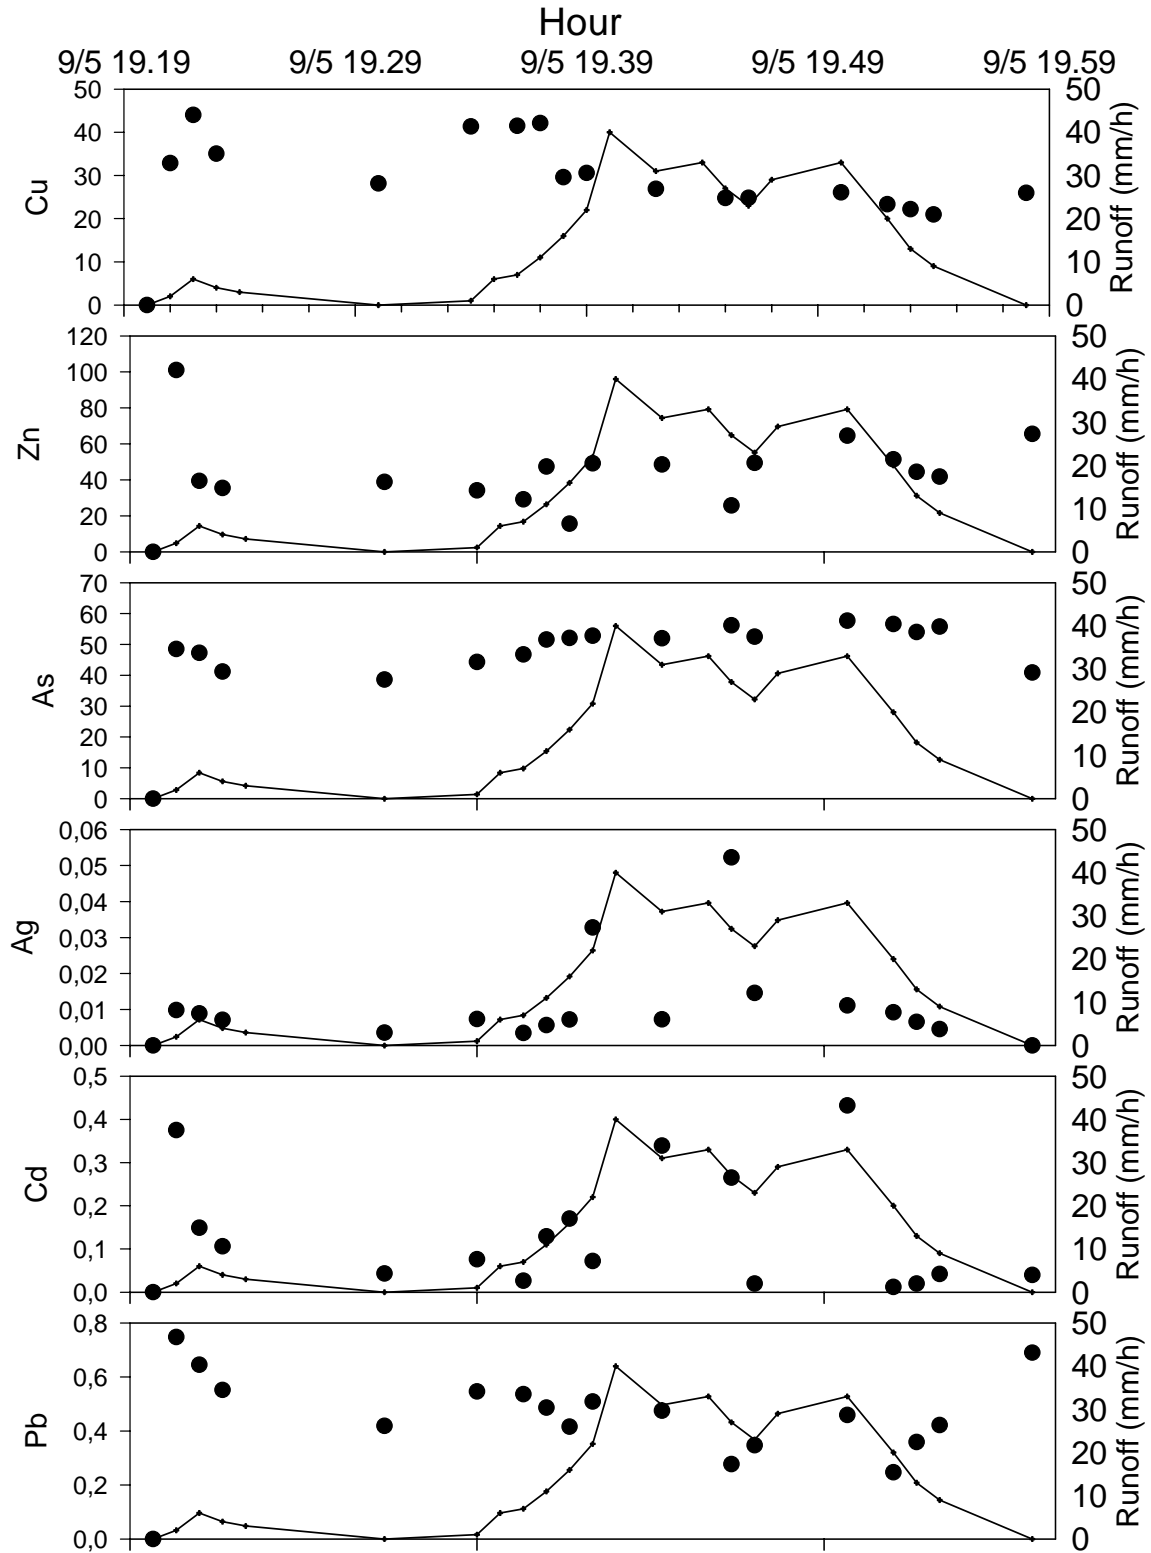 Hour
9/5 19.19 9/5 19.29 9/5 19.39 9/5 19.49 9/5 19.59
50 50
40 40
30 30
20 20
10 10
0 0
Cu
Runoff (mm/h)
120 50
100 40
80 30
60
40 20
20 10
0 0
Zn
Runoff (mm/h)
70 50
60 40
50
40 30
30 20
20
10 10
0 0
As
Runoff (mm/h)
0,06 50
0,05 40
0,04 30
0,03
0,02 20
0,01 10
0,00 0
Ag
Runoff (mm/h)
0,5 50
0,4 40
0,3 30
0,2 20
0,1 10
0,0 0
Cd
Runoff (mm/h)
0,8 50
0,6 40
0,4 30
0,2 20
10
0,0 0
Pb
Runoff (mm/h)